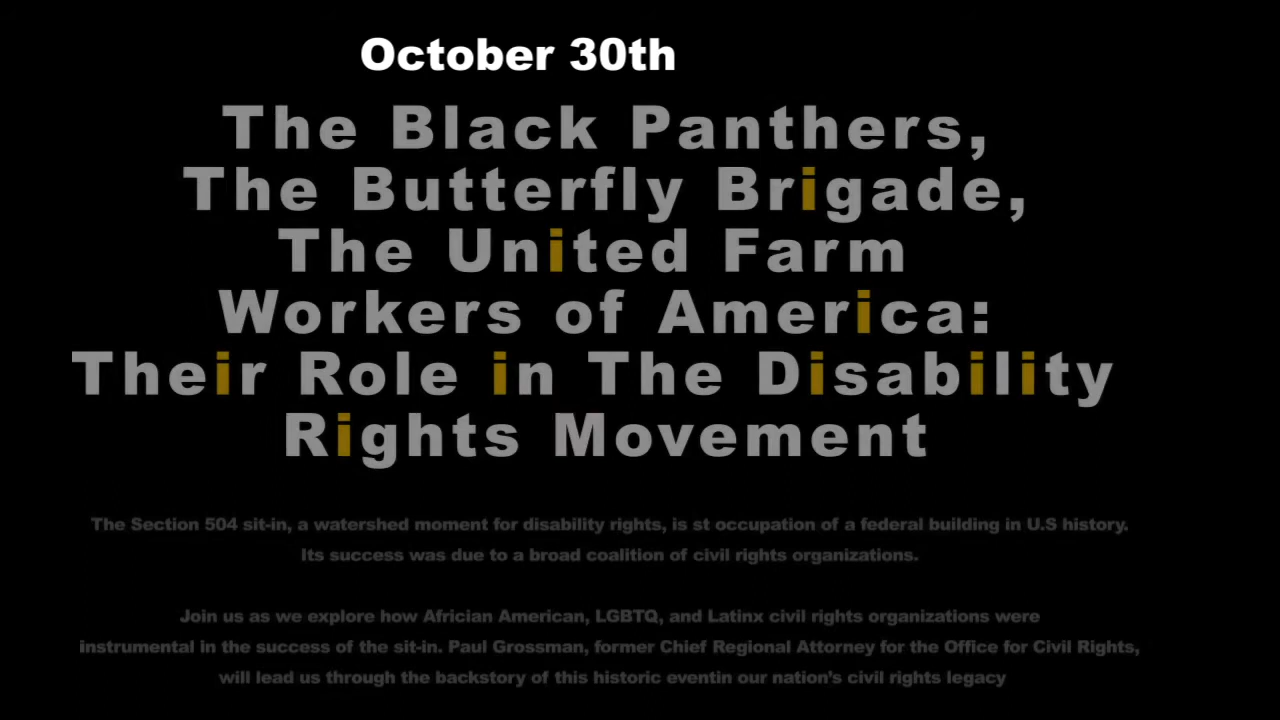 October 30th
The Black Panthers,
The Butterfly Brigade,
The United Farm
Workers of America:
Their Role in The Disability
Rights Movement
The Section 504 sit-in, a watershed moment for disability rights, is st occupation of a federal building in U.S history.
Its success was due to a broad coalition of civil rights organizations.
Join us as we explore how Africian American, LGBTQ, and Latinx civil rights organizations were
instrumental in the success of the sit-in. Paul Grossman, former Chief Regional Attorney for the Office for Civil Rights,
will lead us through the backstory of this historic eventin our nation’s civil rights legacy